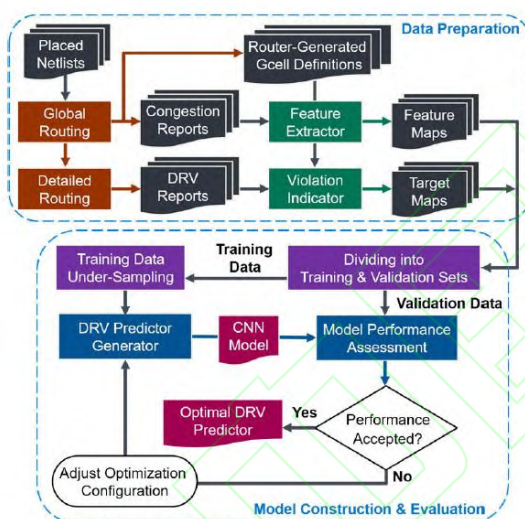 Data Preparation
Placed
Netlists
Router-Generated
Gcell Definitions
Global
Routing
Congestion
Reports
Feature
Extractor
Feature
Maps
Detailed
Routing
DRV
Reports
Violation
Indicator
Target
Maps
Training Data
Under-Sampling
Training
Data
Dividing into
Training & Validation Sets
Validation Data
DRV Predictor
Generator
CNN
Model
Model Performance
Assessment
Optimal DRV
Predictor
Yes
Performance
Accepted?
No
Adjust Optimization
Configuration
Model Construction & Evaluation